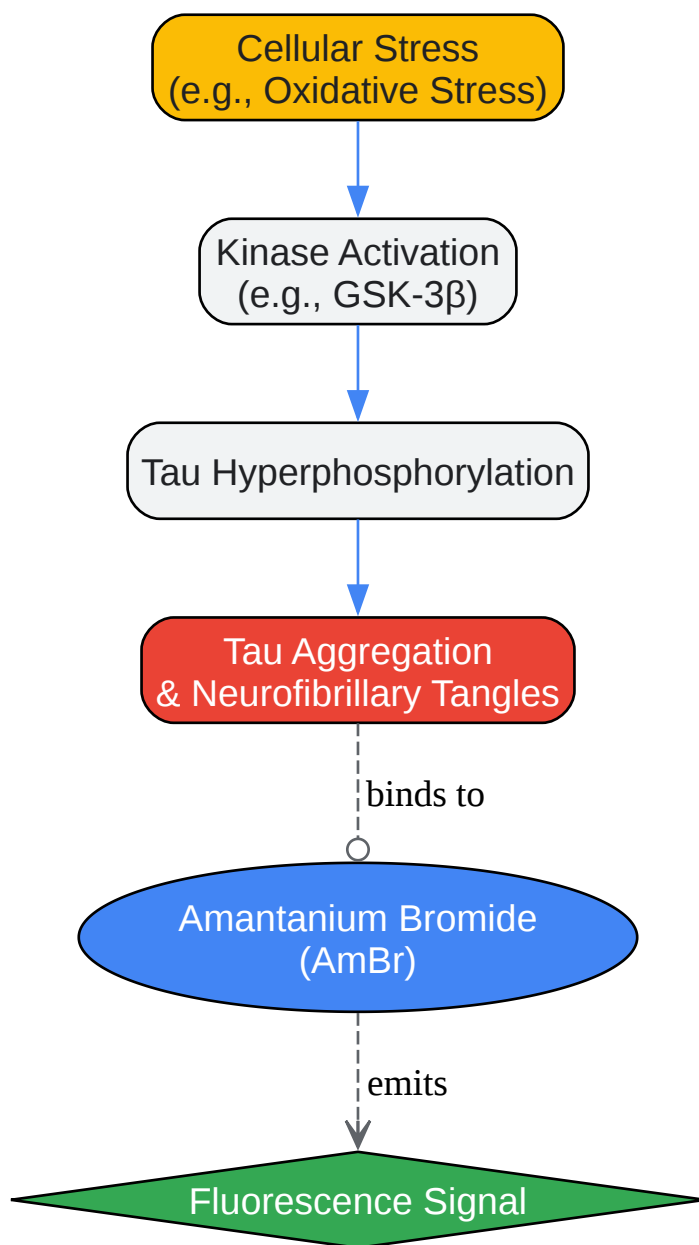 Cellular Stress
(e.g., Oxidative Stress)
Kinase Activation
(e.g., GSK-3β)
Tau Hyperphosphorylation
Tau Aggregation
& Neurofibrillary Tangles
binds to
Amantanium Bromide
(AmBr)
emits
Fluorescence Signal